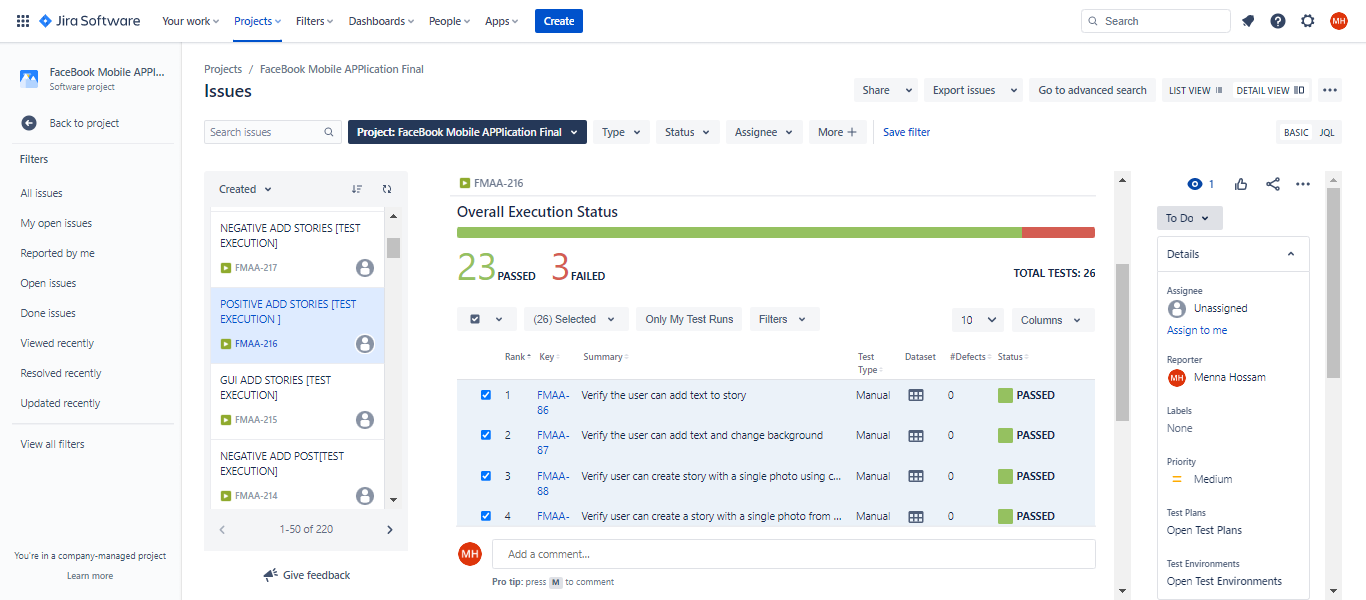 Jira Software Your work Projects Filters Dashboards People Apps Create Search MH
FaceBook Mobile APPl...
Software project
Back to project
Filters
All issues
My open issues
Reported by me
Open issues
Done issues
Viewed recently
Resolved recently
Updated recently
View all filters
You're in a company-managed project
Learn more
Projects / FaceBook Mobile APPlication Final
Issues
Share Export issues Go to advanced search LIST VIEW DETAIL VIEW
Search issues Project: FaceBook Mobile APPlication Final Type Status Assignee More + Save filter BASIC JQL
Created
NEGATIVE ADD STORIES [TEST
EXECUTION]
FMAA-217
POSITIVE ADD STORIES [TEST
EXECUTION ]
FMAA-216
GUI ADD STORIES [TEST
EXECUTION]
FMAA-215
NEGATIVE ADD POST[TEST
EXECUTION]
FMAA-214
1-50 of 220
Give feedback
FMAA-216
Overall Execution Status
23 PASSED 3 FAILED TOTAL TESTS: 26
(26) Selected Only My Test Runs Filters 10 Columns
Rank Key Summary Test Type Dataset #Defects Status
1 FMAA-86 Verify the user can add text to story Manual 0 PASSED
2 FMAA-87 Verify the user can add text and change background Manual 0 PASSED
3 FMAA-88 Verify user can create story with a single photo using c... Manual 0 PASSED
4 FMAA- Verify user can create a story with a single photo from ... Manual 0 PASSED
MH Add a comment...
Pro tip: press M to comment
1
To Do
Details
Assignee
Unassigned
Assign to me
Reporter
MH Menna Hossam
Labels
None
Priority
Medium
Test Plans
Open Test Plans
Test Environments
Open Test Environments